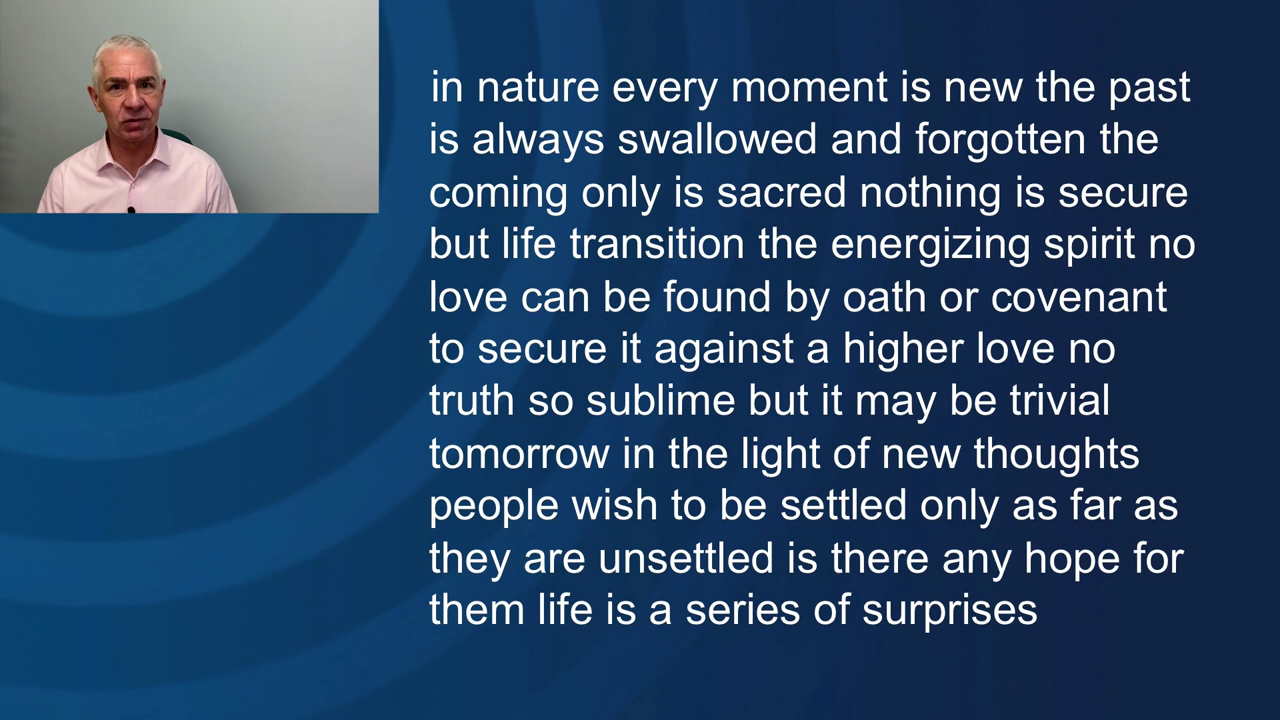 in nature every moment is new the past
is always swallowed and forgotten the
coming only is sacred nothing is secure
but life transition the energizing spirit no
love can be found by oath or covenant
to secure it against a higher love no
truth so sublime but it may be trivial
tomorrow in the light of new thoughts
people wish to be settled only as far as
they are unsettled is there any hope for
them life is a series of surprises